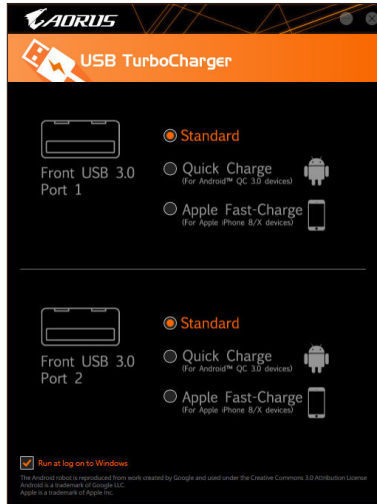 AORUS
USB TurboCharger
Front USB 3.0
Port 1
Standard
Quick Charge
(For Android™ QC 3.0 devices)
Apple Fast-Charge
(For Apple iPhone 8/X devices)
Front USB 3.0
Port 2
Standard
Quick Charge
(For Android™ QC 3.0 devices)
Apple Fast-Charge
(For Apple iPhone 8/X devices)
Run at log on to Windows
The Android robot is reproduced from work created by Google and used under the Creative Commons 3.0 Attribution License
Android is a trademark of Google LLC.
Apple is a trademark of Apple Inc.